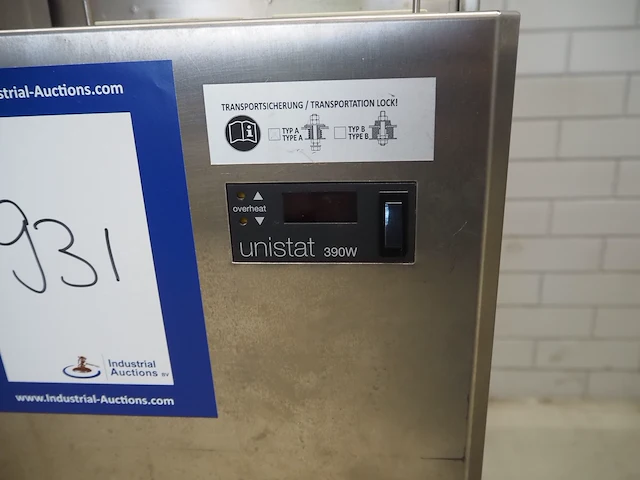 strial-Auctions.com
931
Industrial
Auctions BV
www.Industrial-Auctions.com
TRANSPORTSICHERUNG / TRANSPORTATION LOCK!
TYP A
TYPE A
TYP B
TYPE B
overheat
unistat 390W